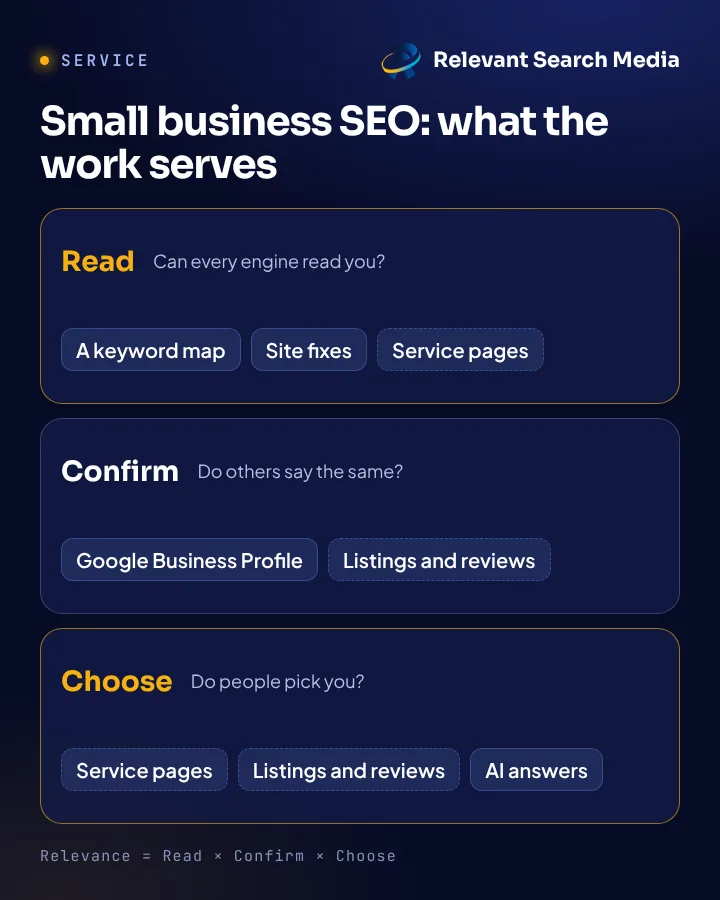 SERVICE
Relevant Search Media
Small business SEO: what the
work serves
Read Can every engine read you?
A keyword map Site fixes Service pages
Confirm Do others say the same?
Google Business Profile Listings and reviews
Choose Do people pick you?
Service pages Listings and reviews AI answers
Relevance = Read × Confirm × Choose